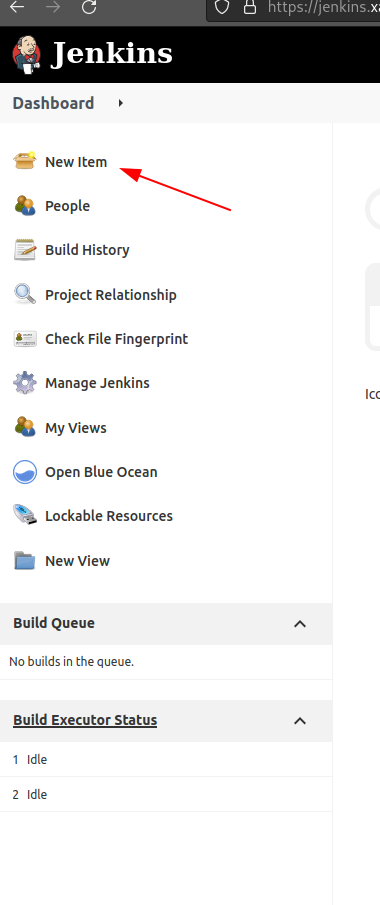 https://jenkins.xa
Jenkins
Dashboard
New Item
People
Build History
Project Relationship
Check File Fingerprint
Manage Jenkins
My Views
Open Blue Ocean
Lockable Resources
New View
Ico
Build Queue
No builds in the queue.
Build Executor Status
1 Idle
2 Idle